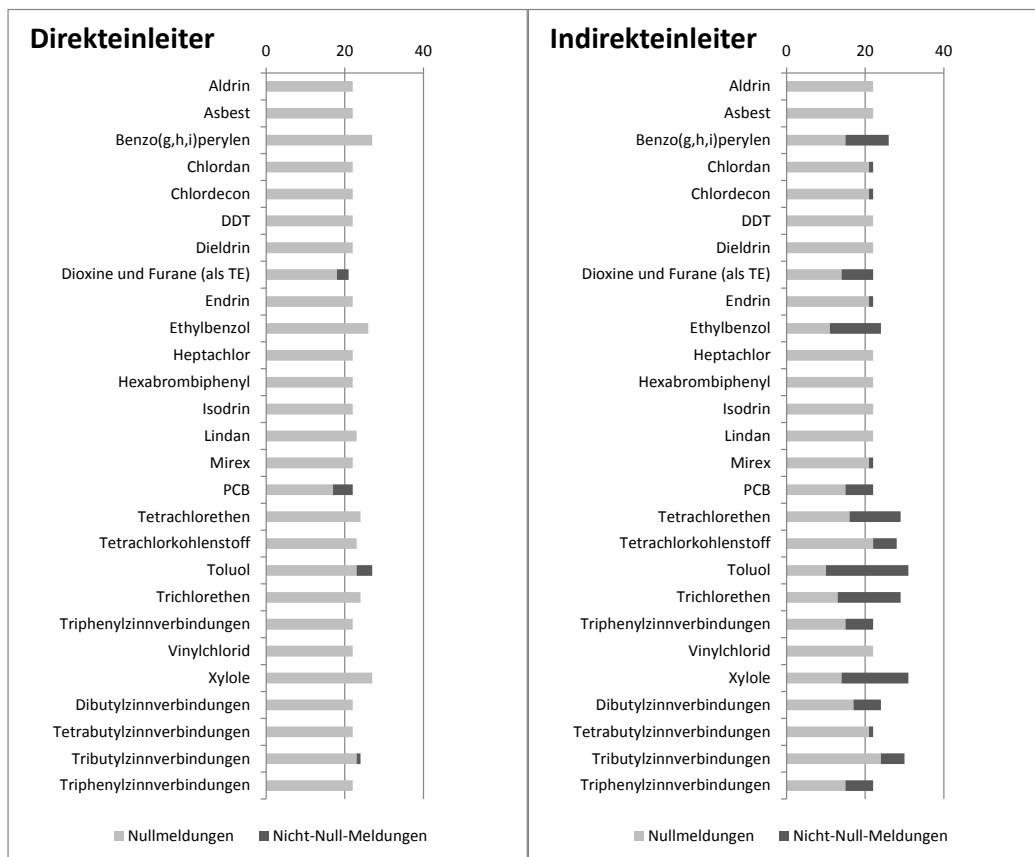 Direkteinleiter
0 20 40
Aldrin
Asbest
Benzo(g,h,i)perylen
Chlordan
Chlordecon
DDT
Dieldrin
Dioxine und Furane (als TE)
Endrin
Ethylbenzol
Heptachlor
Hexabrombiphenyl
Isodrin
Lindan
Mirex
PCB
Tetrachlorethen
Tetrachlorkohlenstoff
Toluol
Trichlorethen
Triphenylzinnverbindungen
Vinylchlorid
Xylole
Dibutylzinnverbindungen
Tetrabutylzinnverbindungen
Tributylzinnverbindungen
Triphenylzinnverbindungen
Nullmeldungen Nicht-Null-Meldungen
Indirekteinleiter
0 20 40
Aldrin
Asbest
Benzo(g,h,i)perylen
Chlordan
Chlordecon
DDT
Dieldrin
Dioxine und Furane (als TE)
Endrin
Ethylbenzol
Heptachlor
Hexabrombiphenyl
Isodrin
Lindan
Mirex
PCB
Tetrachlorethen
Tetrachlorkohlenstoff
Toluol
Trichlorethen
Triphenylzinnverbindungen
Vinylchlorid
Xylole
Dibutylzinnverbindungen
Tetrabutylzinnverbindungen
Tributylzinnverbindungen
Triphenylzinnverbindungen
Nullmeldungen Nicht-Null-Meldungen